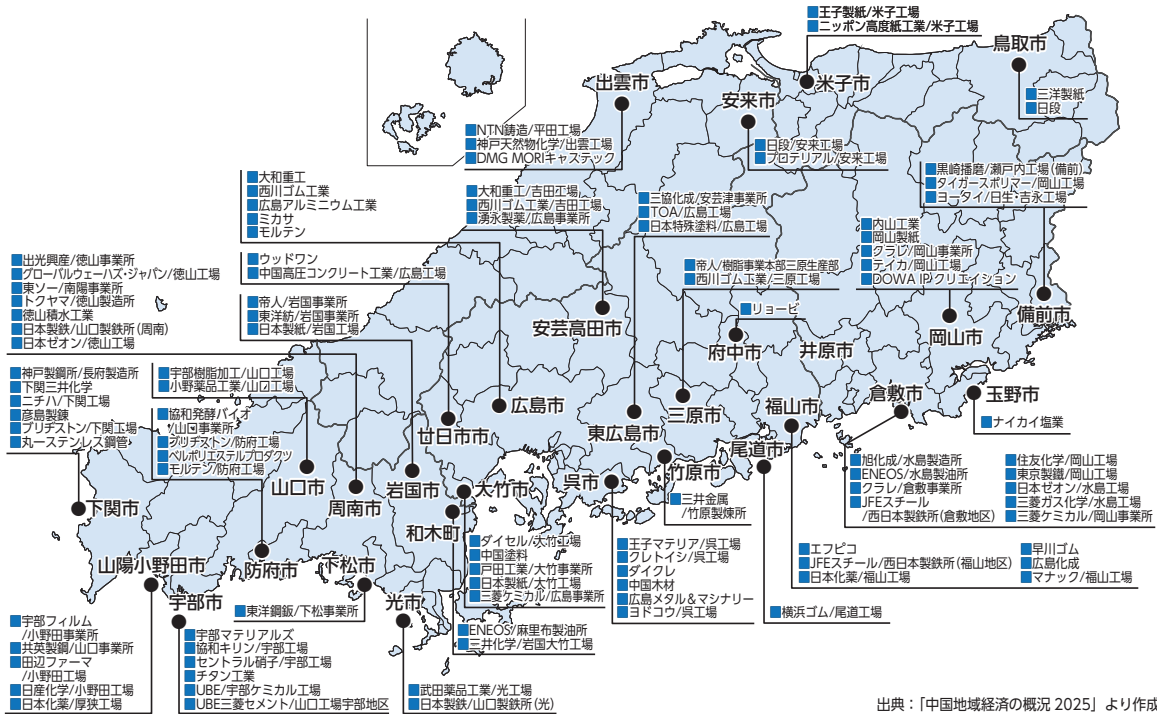 王子製紙/米子工場
ニッポン高度紙工業/米子工場
鳥取市
三洋製紙
日段
米子市
出雲市
NTN鋳造/平田工場
神戸天然物化学/出雲工場
DMG MORIキャステック
安来市
日段/安来工場
プロテリアル/安来工場
大和重工
西川ゴム工業
広島アルミニウム工業
ミカサ
モルテン
大和重工/吉田工場
西川ゴム工業/吉田工場
湧永製薬/広島事業所
三協化成/安芸津事業所
TOA/広島工場
日本特殊塗料/広島工場
黒崎播磨/瀬戸内工場(備前)
タイガースポリマー/岡山工場
ヨータイ/日生・吉永工場
内山工業
岡山製紙
クラレ/岡山事業所
テイカ/岡山工場
DOWA IPクリエイション
出光興産/徳山事業所
グローバルウェーハズ・ジャパン/徳山工場
東ソー/南陽事業所
トクヤマ/徳山製造所
徳山積水工業
日本製鉄/山口製鉄所(周南)
日本ゼオン/徳山工場
ウッドワン
中国高圧コンクリート工業/広島工場
帝人/岩国事業所
東洋紡/岩国事業所
日本製紙/岩国工場
帝人/樹脂事業本部三原生産部
西川ゴム工業/三原工場
リョービ
安芸高田市
府中市
井原市
岡山市
備前市
神戸製鋼所/長府製造所
下関三井化学
ニチハ/下関工場
彦島製錬
ブリヂストン/下関工場
丸一ステンレス鋼管
宇部樹脂加工/山口工場
小野薬品工業/山口工場
協和発酵バイオ
/山口事業所
ブリヂストン/防府工場
ベルポリエステルプロダクツ
モルテン/防府工場
広島市
廿日市市
東広島市
三原市
福山市
倉敷市
玉野市
ナイカイ塩業
尾道市
竹原市
三井金属
/竹原製煉所
呉市
大竹市
岩国市
和木町
周南市
山口市
下関市
旭化成/水島製造所
ENEOS/水島製油所
クラレ/倉敷事業所
JFEスチール
/西日本製鉄所(倉敷地区)
住友化学/岡山工場
東京製鐵/岡山工場
日本ゼオン/水島工場
三菱ガス化学/水島工場
三菱ケミカル/岡山事業所
ダイセル/大竹工場
中国塗料
戸田工業/大竹事業所
日本製紙/大竹工場
三菱ケミカル/広島事業所
王子マテリア/呉工場
クレトイシ/呉工場
ダイクレ
中国木材
広島メタル&マシナリー
ヨドコウ/呉工場
エフピコ
JFEスチール/西日本製鉄所(福山地区)
日本化薬/福山工場
早川ゴム
広島化成
マナック/福山工場
横浜ゴム/尾道工場
山陽小野田市
防府市
下松市
宇部市
光市
東洋鋼鈑/下松事業所
ENEOS/麻里布製油所
三井化学/岩国大竹工場
宇部フィルム
/小野田事業所
共英製鋼/山口事業所
田辺ファーマ
/小野田工場
日産化学/小野田工場
日本化薬/厚狭工場
宇部マテリアルズ
協和キリン/宇部工場
セントラル硝子/宇部工場
チタン工業
UBE/宇部ケミカル工場
UBE三菱セメント/山口工場宇部地区
武田薬品工業/光工場
日本製鉄/山口製鉄所(光)
出典:「中国地域経済の概況 2025」より作成